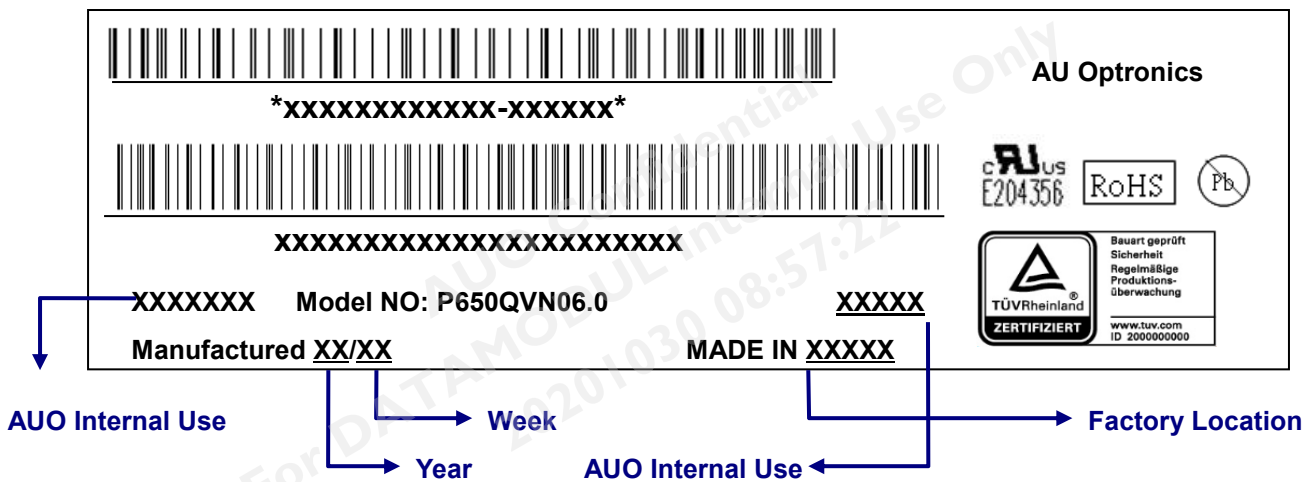 *xxxxxxxxxxxx-xxxxxx*
AU Optronics
c RU us
E204356
RoHS
Pb
xxxxxxxxxxxxxxxxxxxxxxx
XXXXXXX Model NO: P650QVN06.0 XXXXX
Manufactured XX/XX MADE IN XXXXX
TÜVRheinland®
ZERTIFIZIERT
Bauart geprüft
Sicherheit
Regelmäßige
Produktions-
überwachung
www.tuv.com
ID 2000000000
AUO Internal Use
Week
Factory Location
Year
AUO Internal Use
AUO Confidential
For DATAMODUL Internal Use Only
20201030 08:57:22